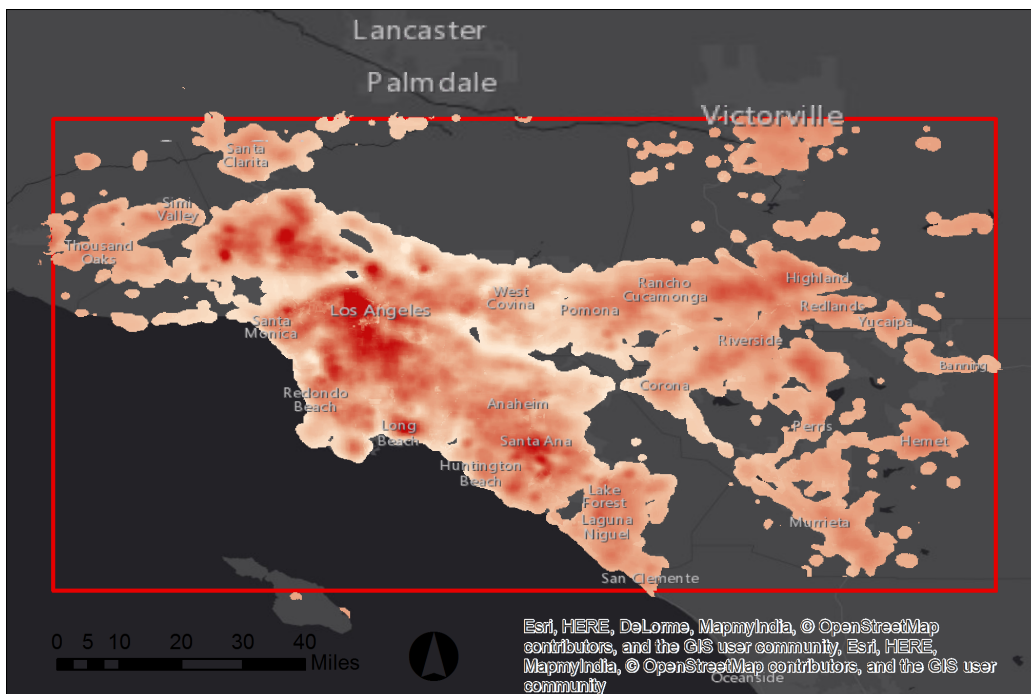 Lancaster
Palmdale
Victorville
Santa
Clarita
Simi
Valley
Thousand
Oaks
Highland
Rancho
Cucamonga
West
Covina
Pomona
Redlands
Los Angeles
Yucaipa
Santa
Monica
Riverside
Banning
Corona
Redondo
Beach
Anaheim
Long
Beach
Perris
Santa Ana
Hemet
Huntington
Beach
Lake
Forest
Laguna
Niguel
Murrieta
San Clemente
0 5 10 20 30 40
Miles
Esri, HERE, DeLorme, MapmyIndia, © OpenStreetMap
contributors, and the GIS user community, Esri, HERE,
MapmyIndia, © OpenStreetMap contributors, and the GIS user
community
Oceanside